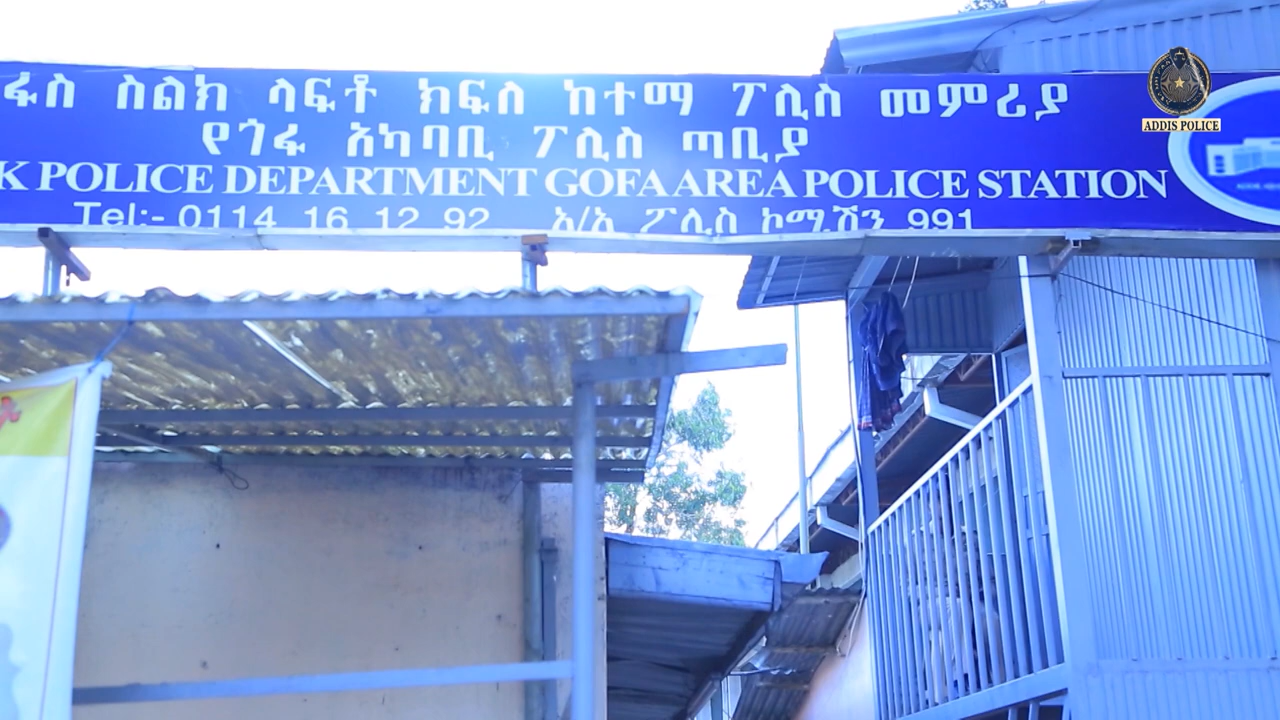 ፋስ ስልክ ላፍቶ ክፍለ ከተማ ፖሊስ መምሪያ
የጎፋ አካባቢ ፖሊስ ጣቢያ
K POLICE DEPARTMENT GOFA AREA POLICE STATION
Tel:- 0114 16 12 92 አ/አ ፖሊስ ኮሚሽን 991
ADDIS POLICE